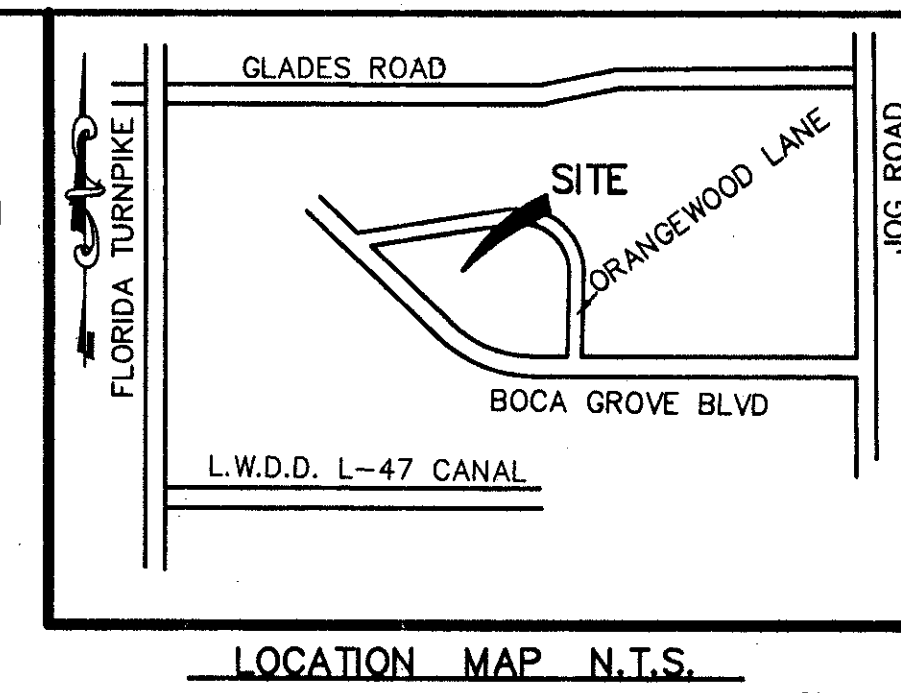 GLADES ROAD
SITE
ORANGEWOOD LANE
JOG ROAD
FLORIDA TURNPIKE
BOCA GROVE BLVD
L.W.D.D. L-47 CANAL
LOCATION MAP N.T.S.